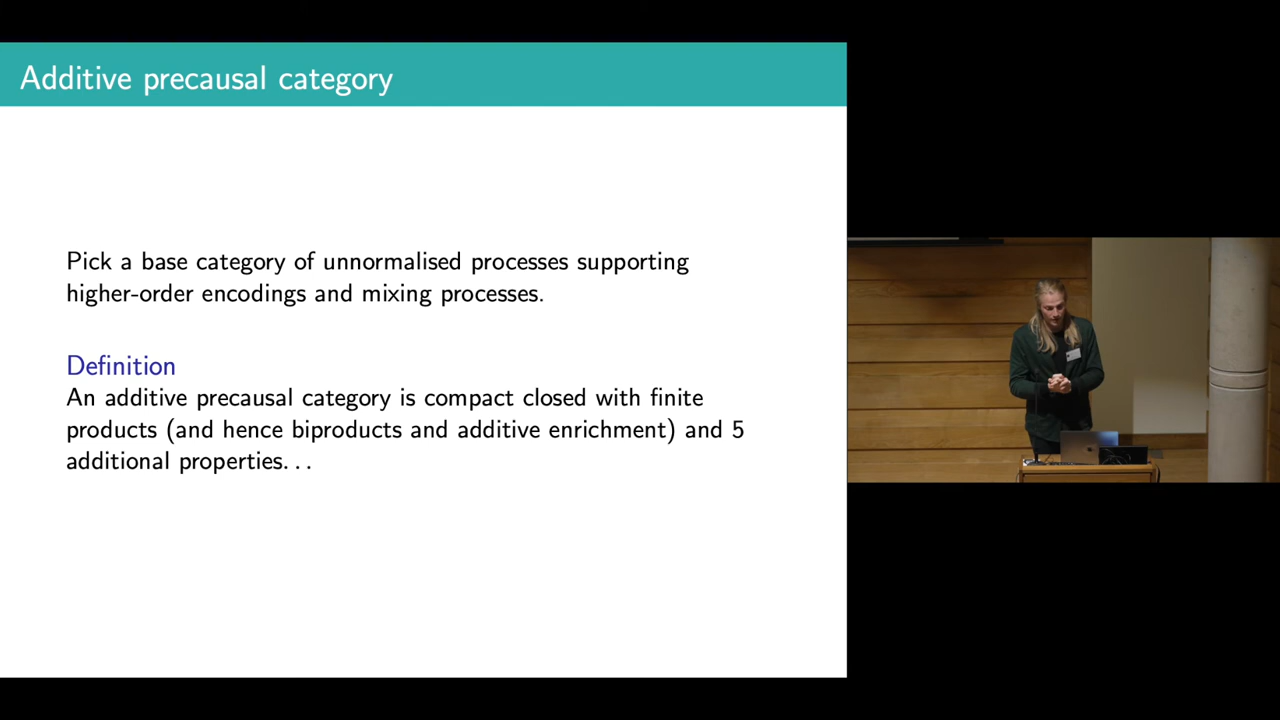 Additive precausal category
Pick a base category of unnormalised processes supporting
higher-order encodings and mixing processes.
Definition
An additive precausal category is compact closed with finite
products (and hence biproducts and additive enrichment) and 5
additional properties. . .